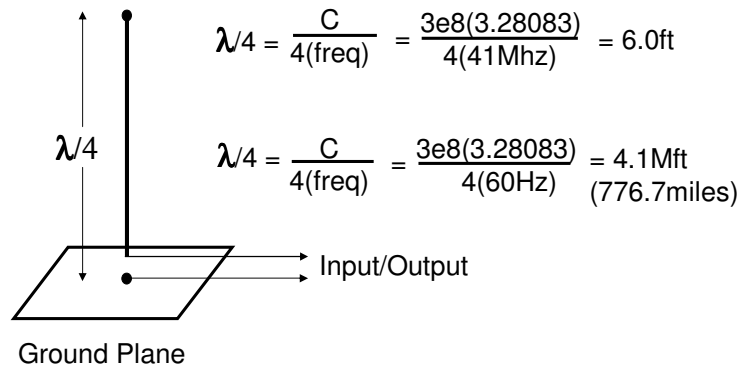 λ/4 = C / 4(freq) = 3e8(3.28083) / 4(41Mhz) = 6.0ft
λ/4
λ/4 = C / 4(freq) = 3e8(3.28083) / 4(60Hz) = 4.1Mft
(776.7miles)
Input/Output
Ground Plane